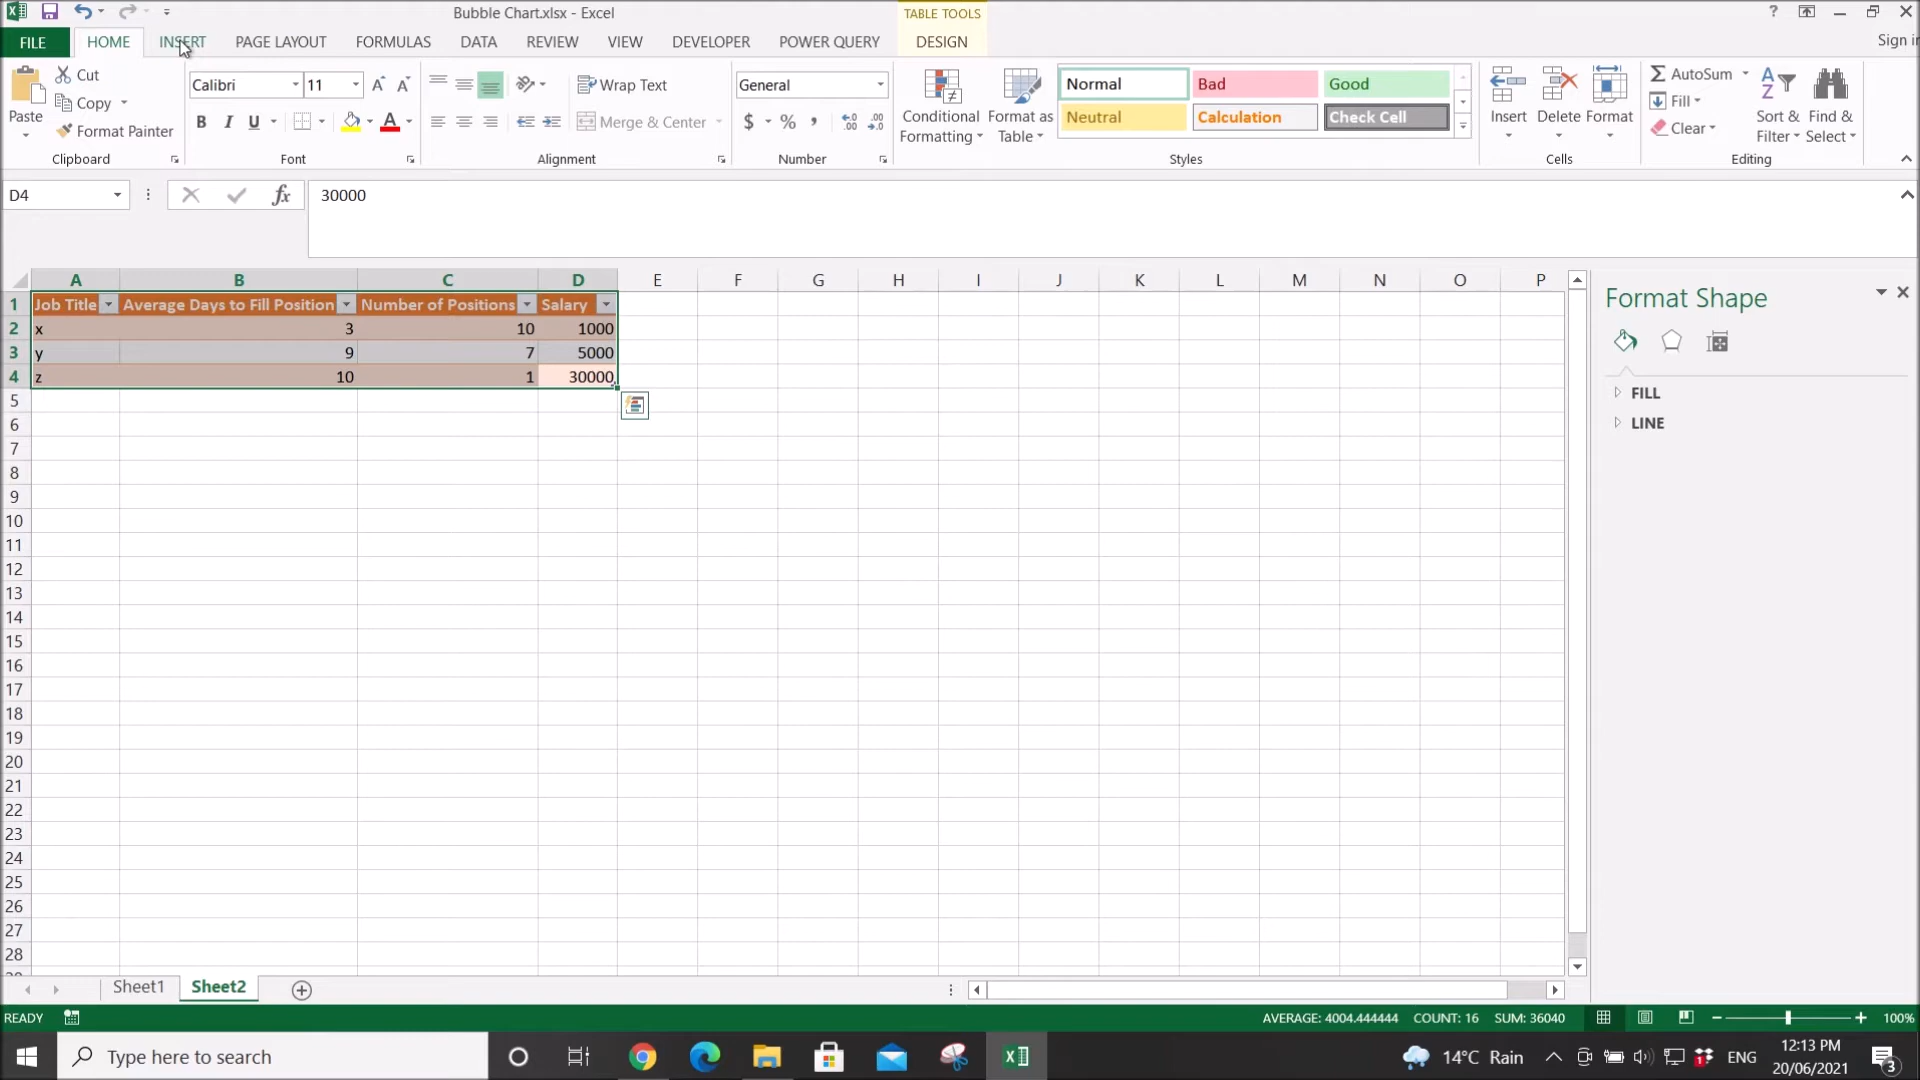 Bubble Chart.xlsx - Excel
TABLE TOOLS
?
FILE
HOME
INSERT
PAGE LAYOUT
FORMULAS
DATA
REVIEW
VIEW
DEVELOPER
POWER QUERY
DESIGN
Sign in
Paste
Cut
Copy
Format Painter
Clipboard
Calibri
11
B I U
Font
Wrap Text
Merge & Center
Alignment
General
$ % ,
Number
Conditional
Formatting
Format as
Table
Normal
Bad
Good
Neutral
Calculation
Check Cell
Styles
Insert
Delete
Format
Cells
AutoSum
Fill
Clear
Sort &
Filter
Find &
Select
Editing
D4
fx
30000
A B C D E F G H I J K L M N O P
1 Job Title Average Days to Fill Position Number of Positions Salary
2 x 3 10 1000
3 y 9 7 5000
4 z 10 1 30000
5
6
7
8
9
10
11
12
13
14
15
16
17
18
19
20
21
22
23
24
25
26
27
28
Format Shape
FILL
LINE
Sheet1
Sheet2
READY
AVERAGE: 4004.444444 COUNT: 16 SUM: 36040
100%
Type here to search
14°C Rain
ENG
12:13 PM
20/06/2021
3